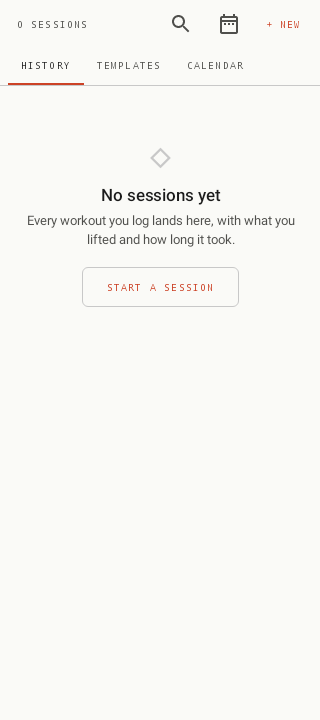 0 SESSIONS
+ NEW
HISTORY
TEMPLATES
CALENDAR
No sessions yet
Every workout you log lands here, with what you
lifted and how long it took.
START A SESSION